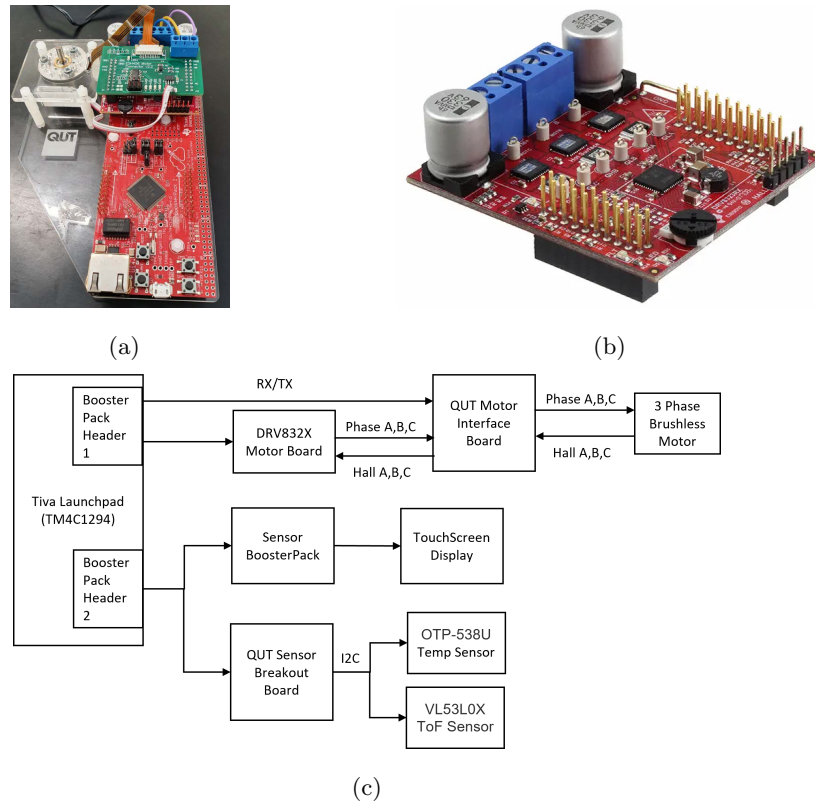 QUT
(a)
(b)
RX/TX
Booster
Pack
Header
1
DRV832X
Motor Board
Phase A,B,C
Hall A,B,C
QUT Motor
Interface
Board
Phase A,B,C
Hall A,B,C
3 Phase
Brushless
Motor
Tiva Launchpad
(TM4C1294)
Booster
Pack
Header
2
Sensor
BoosterPack
TouchScreen
Display
QUT Sensor
Breakout
Board
I2C
OTP-538U
Temp Sensor
VL53L0X
ToF Sensor
(c)